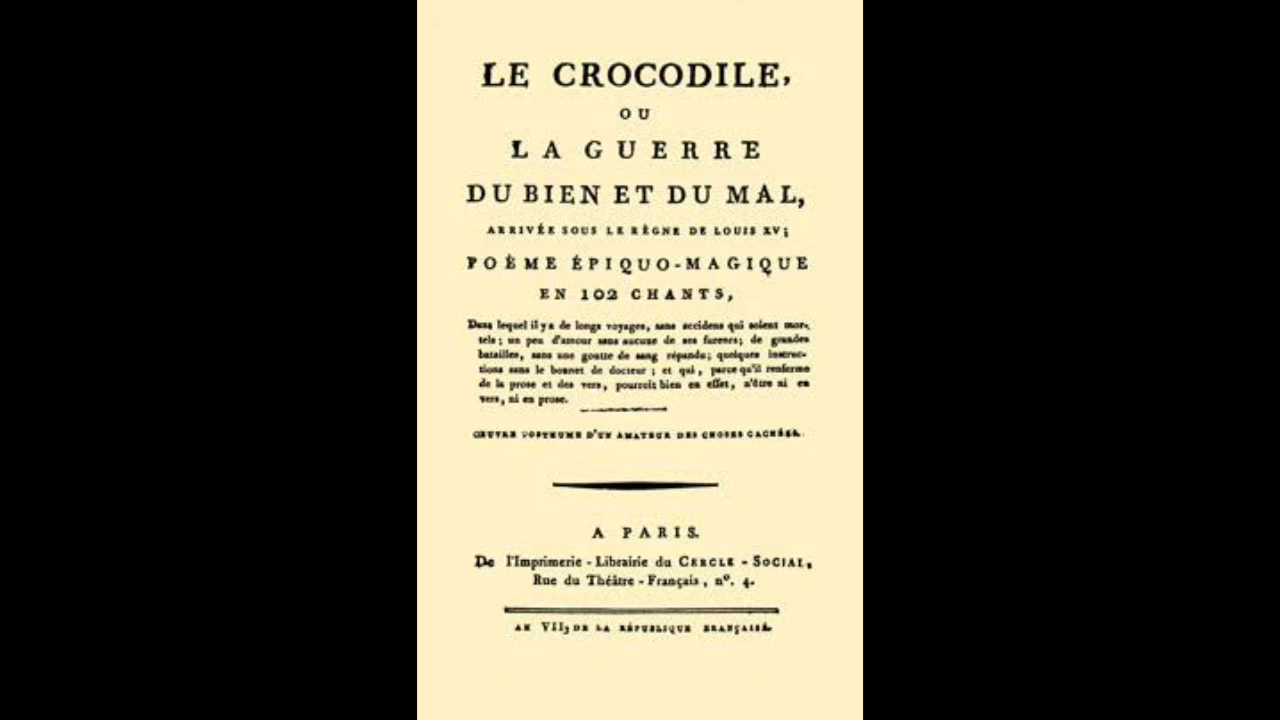 LE CROCODILE,
OU
LA GUERRE
DU BIEN ET DU MAL,
ARRIVÉE SOUS LE RÈGNE DE LOUIS XV;
POÈME ÉPIQUO-MAGIQUE
EN 102 CHANTS,
Dans lequel il y a de longs voyages, sans accidens qui soient mor-
tels; un peu d'amour sans aucune de ses fureurs; de grandes
batailles, sans une goutte de sang répandu; quelques instruc-
tions sans le bonnet de docteur; et qui, parce qu'il renferme
de la prose et des vers, pourroit bien en effet, n'être ni en
vers, ni en prose.
ŒUVRE POSTHUME D'UN AMATEUR DES CHOSES CACHÉES.
A PARIS.
De l'Imprimerie-Librairie du CERCLE-SOCIAL,
Rue du Théâtre-Français, nº. 4.
AN VII, DE LA RÉPUBLIQUE FRANÇAISE.